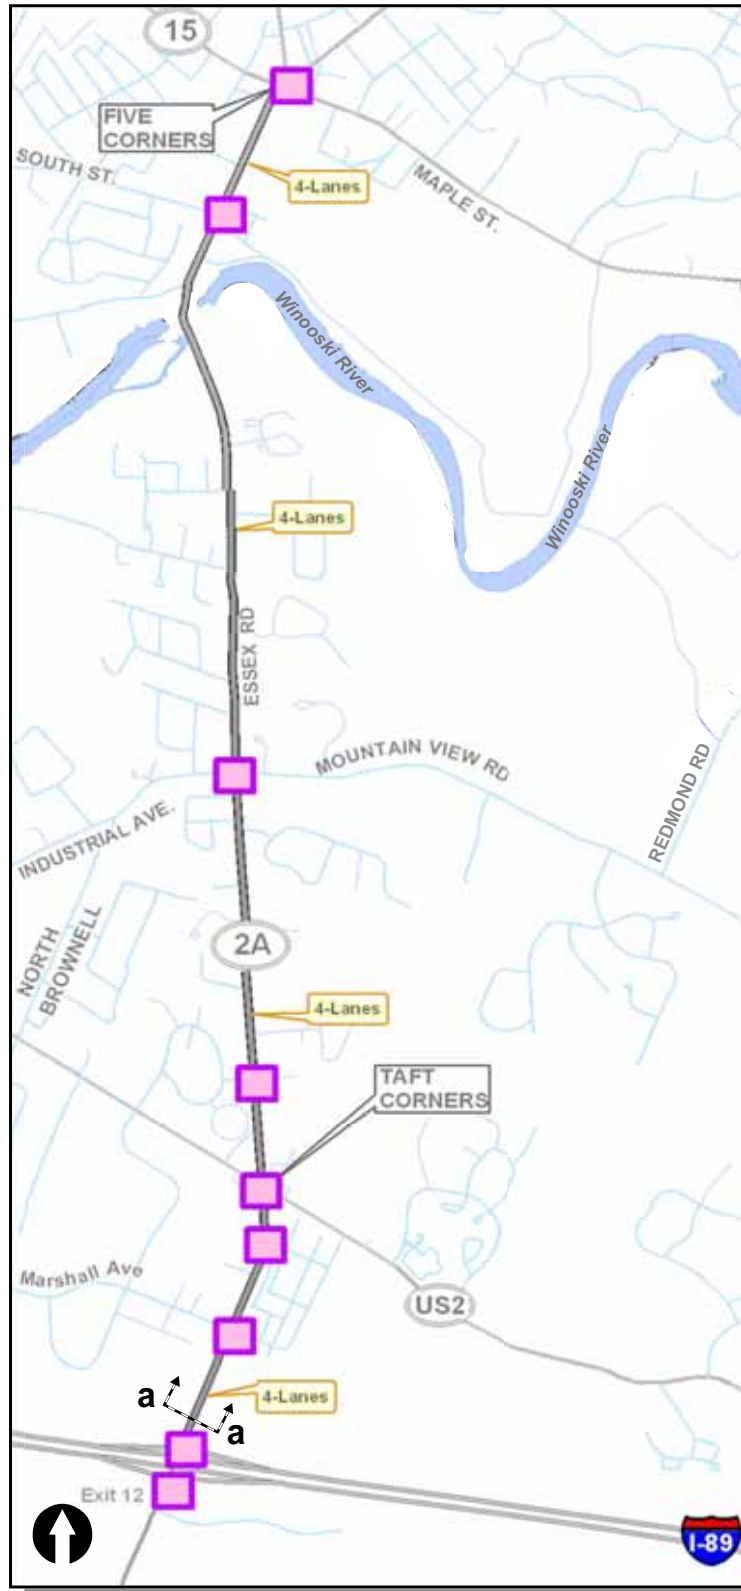 15
FIVE
CORNERS
SOUTH ST.
4-Lanes
MAPLE ST.
Winooski River
Winooski River
4-Lanes
ESSEX RD
MOUNTAIN VIEW RD
REDMOND RD
INDUSTRIAL AVE.
NORTH
BROWNELL
2A
4-Lanes
TAFT
CORNERS
Marshall Ave
US2
a
4-Lanes
a
Exit 12
I-89